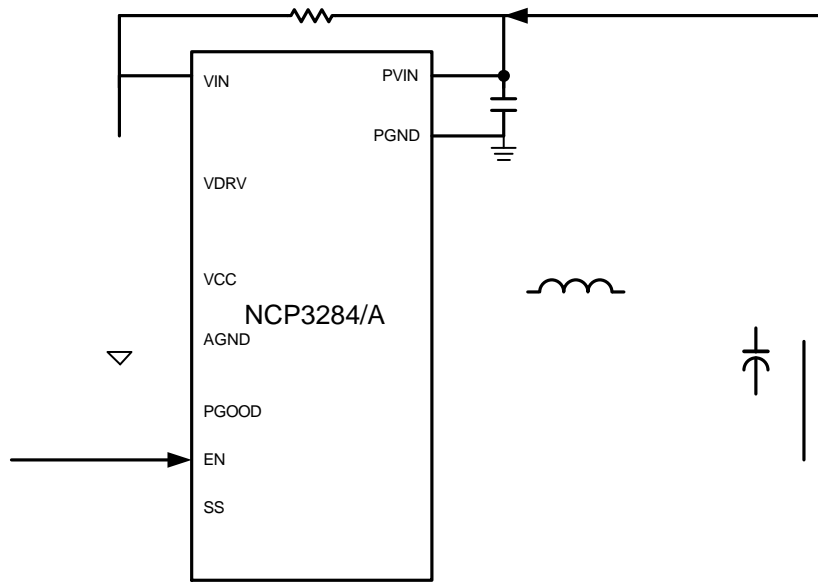 VIN
PVIN
PGND
VDRV
VCC
NCP3284/A
AGND
PGOOD
EN
SS